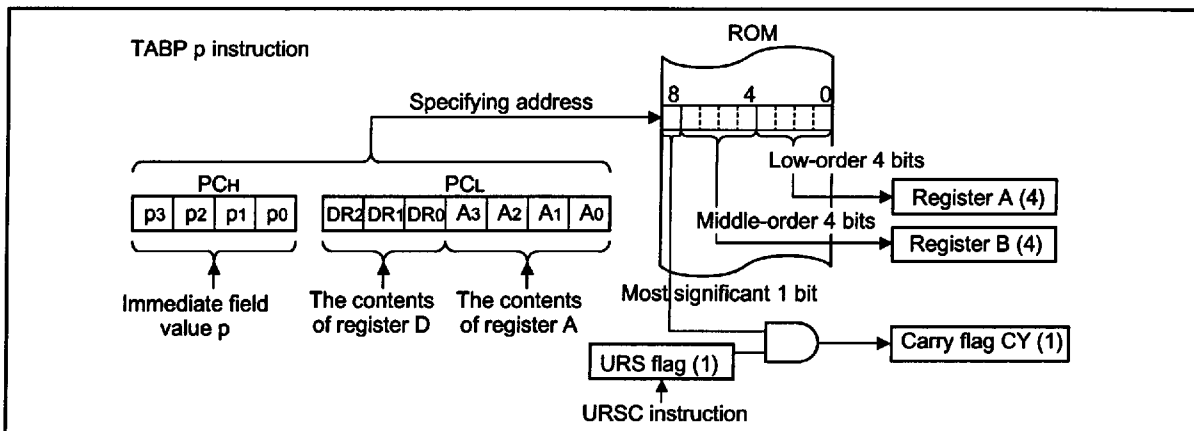 TABP p instruction
ROM
8 4 0
Specifying address
Low-order 4 bits
PCH PCL
p3 p2 p1 p0 DR2 DR1 DR0 A3 A2 A1 A0
Register A (4)
Middle-order 4 bits
Register B (4)
Immediate field
value p
The contents
of register D
The contents
of register A
Most significant 1 bit
Carry flag CY (1)
URS flag (1)
URSC instruction